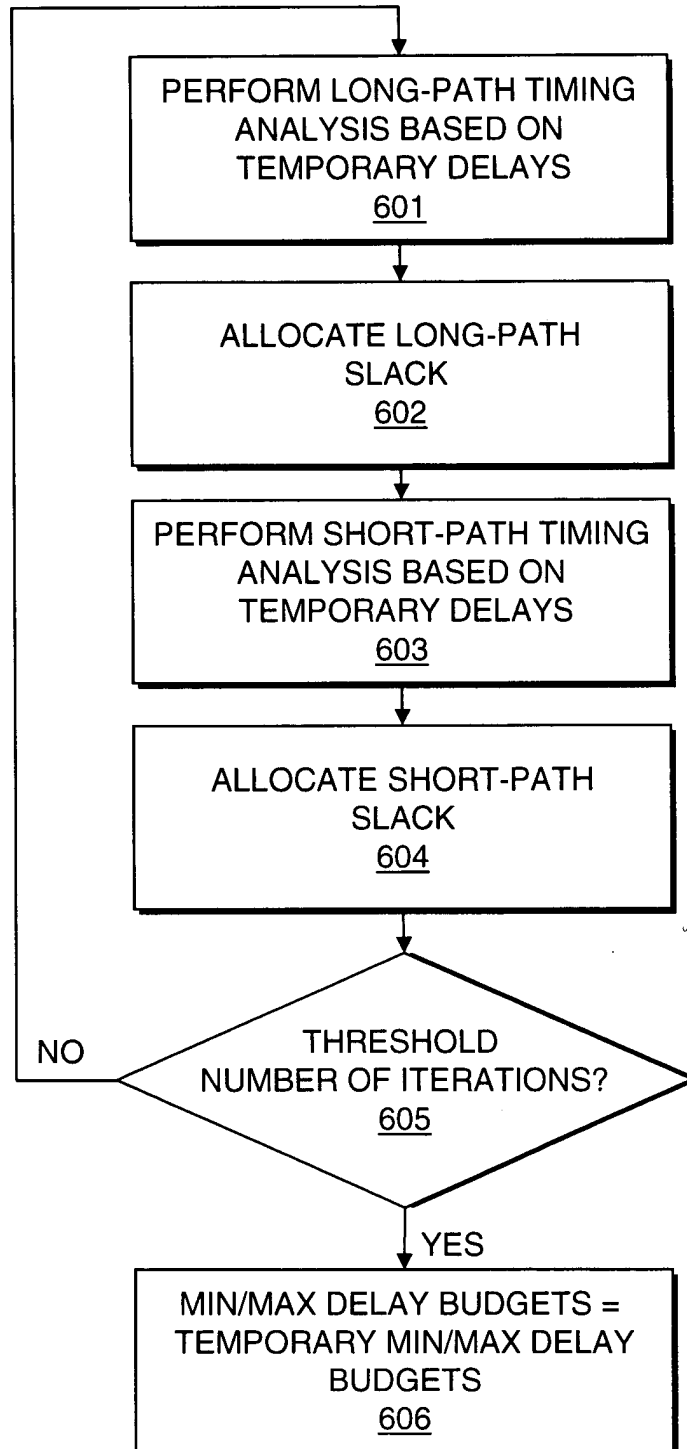 PERFORM LONG-PATH TIMING
ANALYSIS BASED ON
TEMPORARY DELAYS
601
ALLOCATE LONG-PATH
SLACK
602
PERFORM SHORT-PATH TIMING
ANALYSIS BASED ON
TEMPORARY DELAYS
603
ALLOCATE SHORT-PATH
SLACK
604
NO
THRESHOLD
NUMBER OF ITERATIONS?
605
YES
MIN/MAX DELAY BUDGETS =
TEMPORARY MIN/MAX DELAY
BUDGETS
606